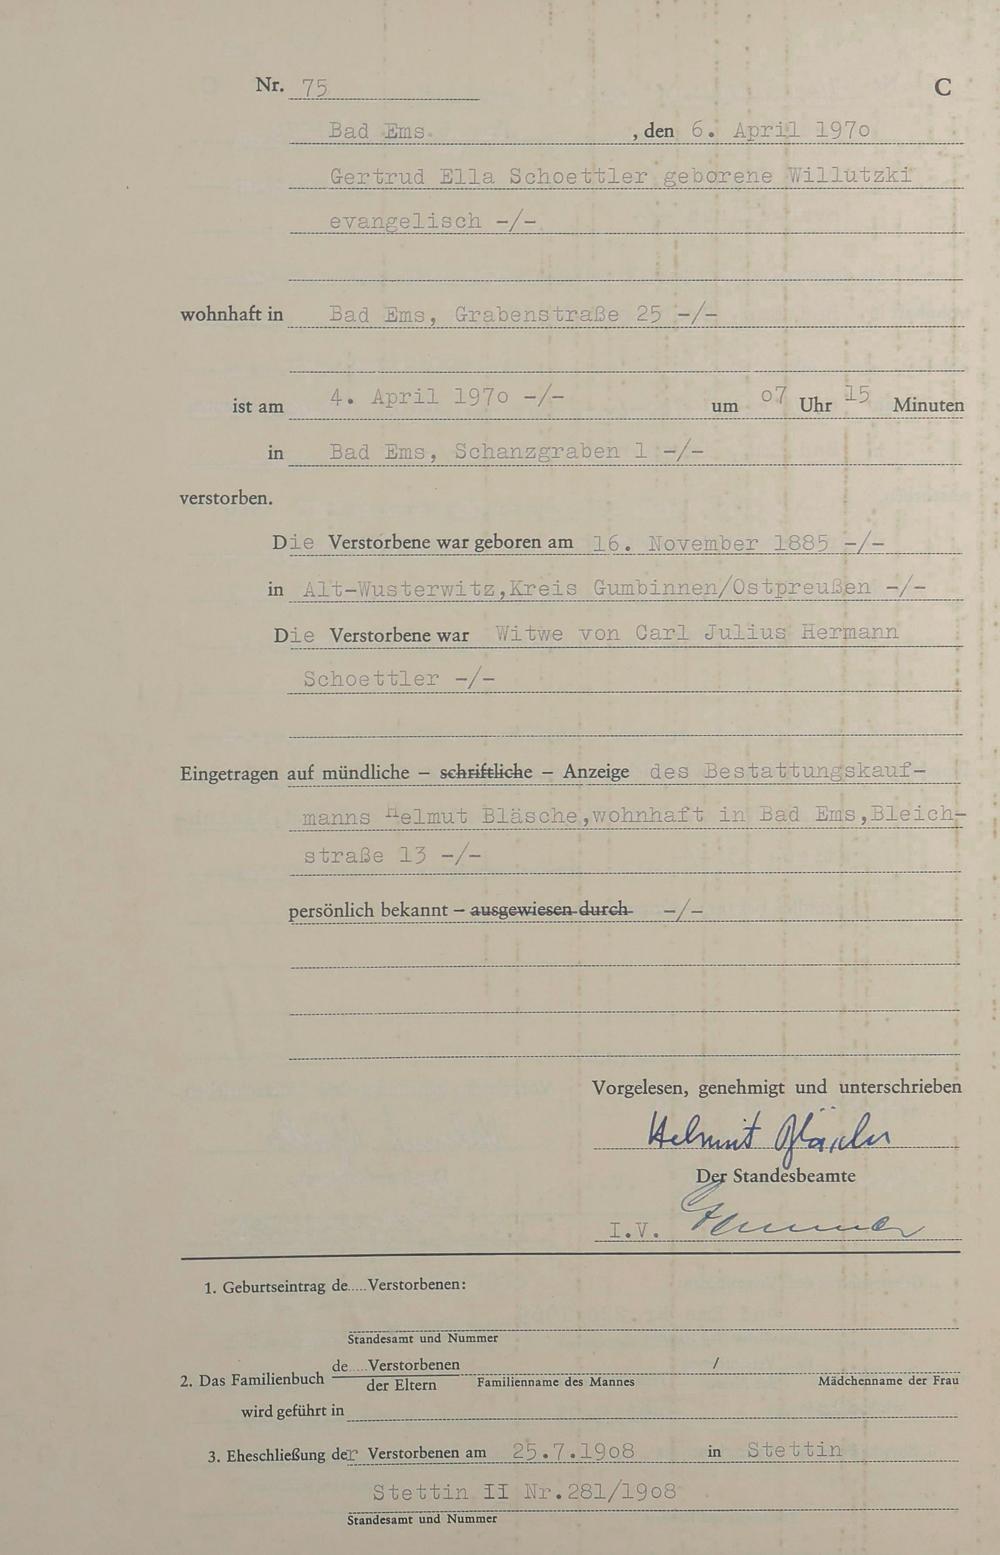 Nr. 75
C
Bad Ems , den 6. April 1970
Gertrud Ella Schoettler geborene Willutzki
evangelisch -/-
wohnhaft in Bad Ems, Grabenstraße 25 -/-
ist am 4. April 1970 -/- um 07 Uhr 15 Minuten
in Bad Ems, Schanzgraben 1 -/-
verstorben.
Die Verstorbene war geboren am 16. November 1885 -/-
in Alt-Wusterwitz,Kreis Gumbinnen/Ostpreußen -/-
Die Verstorbene war Witwe von Carl Julius Hermann
Schoettler -/-
Eingetragen auf mündliche – schriftliche – Anzeige des Bestattungskauf-
manns Helmut Bläsche,wohnhaft in Bad Ems,Bleich-
straße 13 -/-
persönlich bekannt – ausgewiesen durch -/-
Vorgelesen, genehmigt und unterschrieben
Helmut Bläsche
Der Standesbeamte
I.V.
1. Geburtseintrag de.....Verstorbenen:
Standesamt und Nummer
de.....Verstorbenen /
2. Das Familienbuch der Eltern Familienname des Mannes Mädchenname der Frau
wird geführt in
3. Eheschließung der Verstorbenen am 25.7.1908 in Stettin
Stettin II Nr.281/1908
Standesamt und Nummer